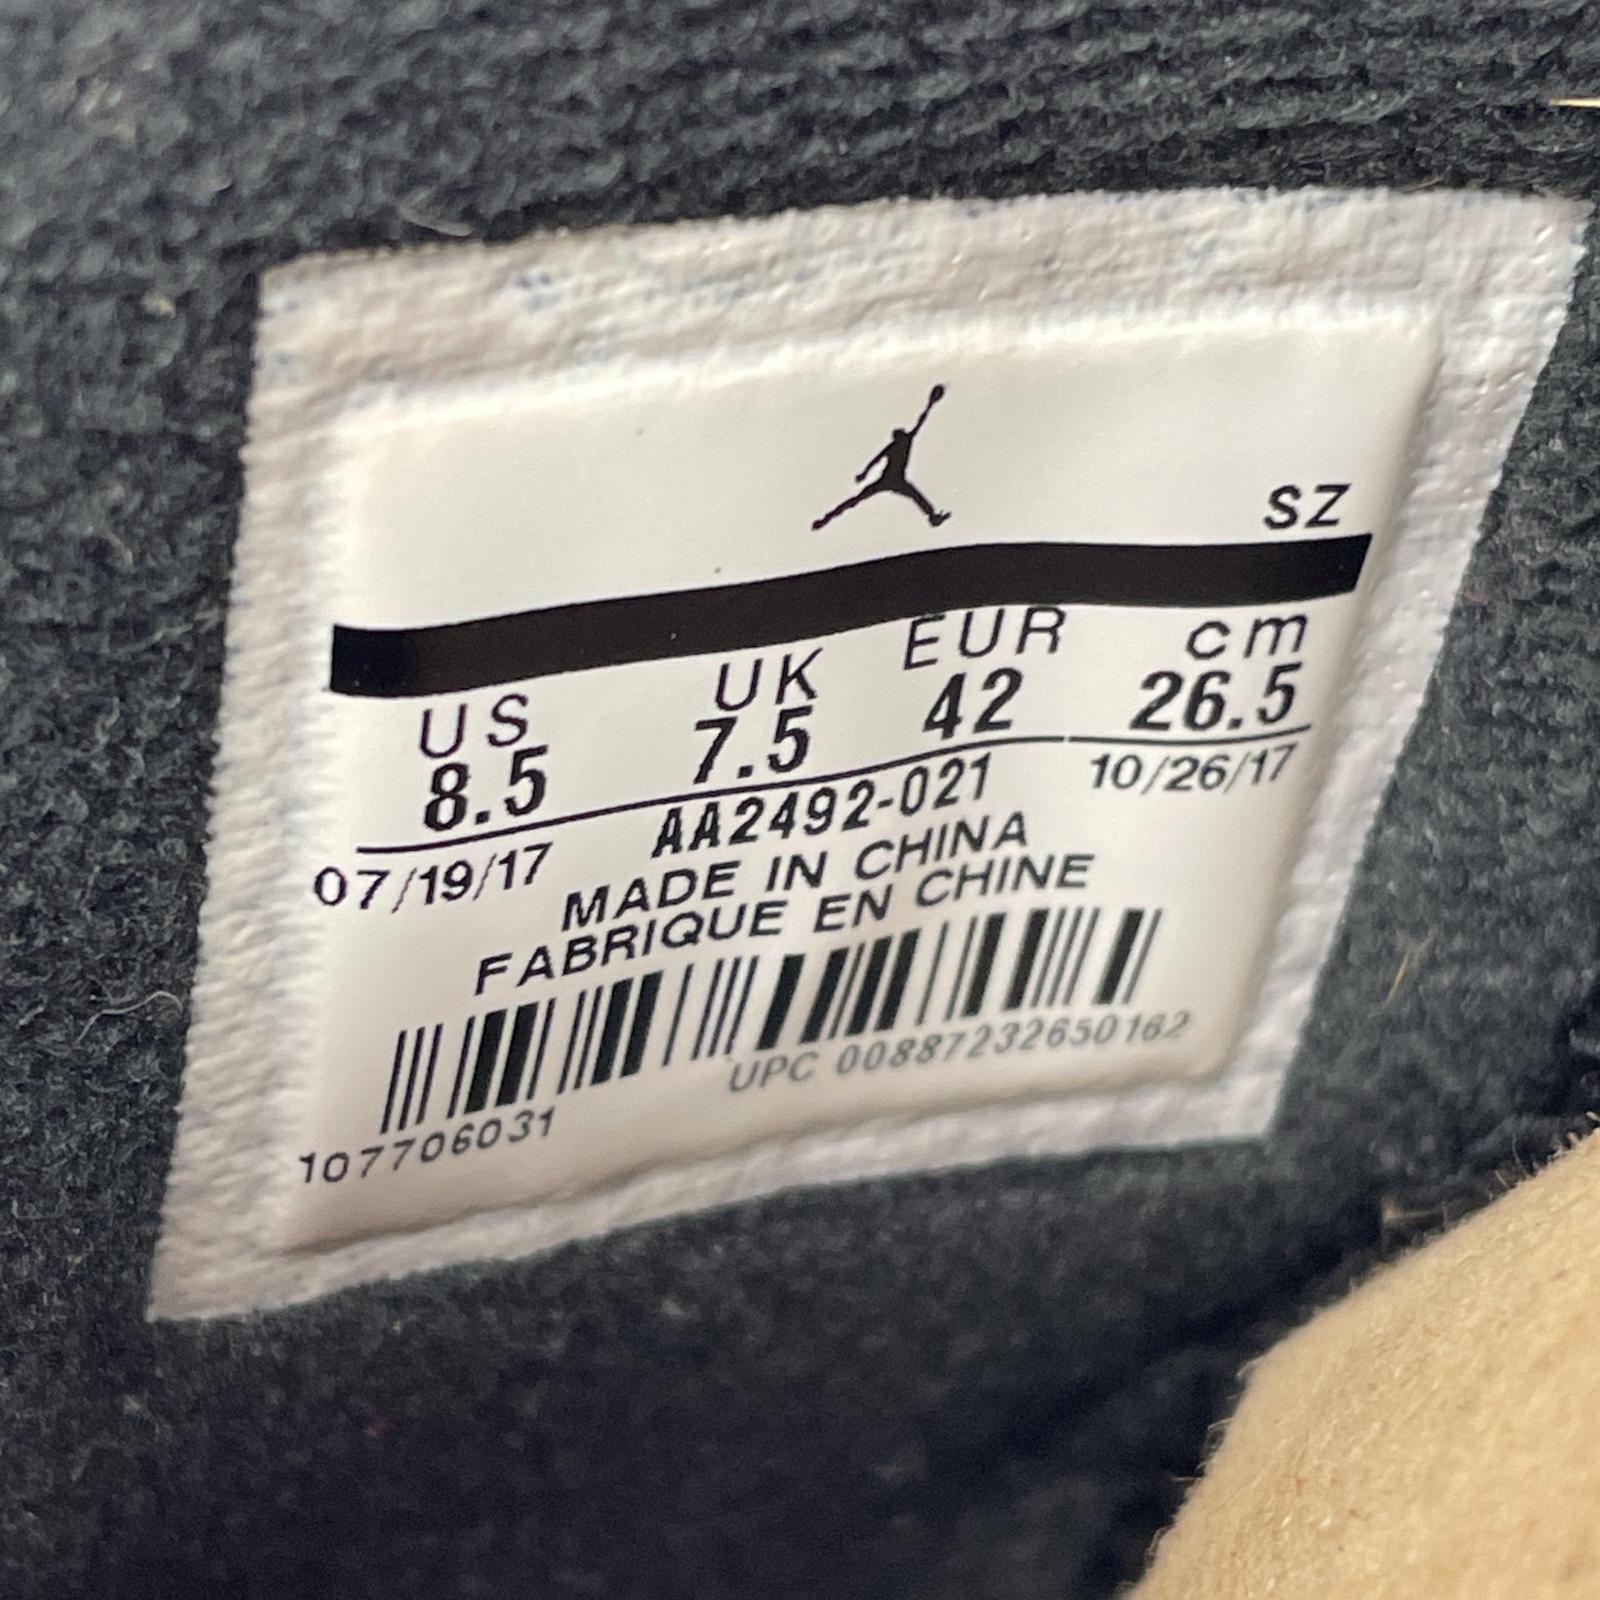 SZ
US UK EUR cm
8.5 7.5 42 26.5
07/19/17 AA2492-021 10/26/17
MADE IN CHINA
FABRIQUE EN CHINE
UPC 00887232650162
107706031